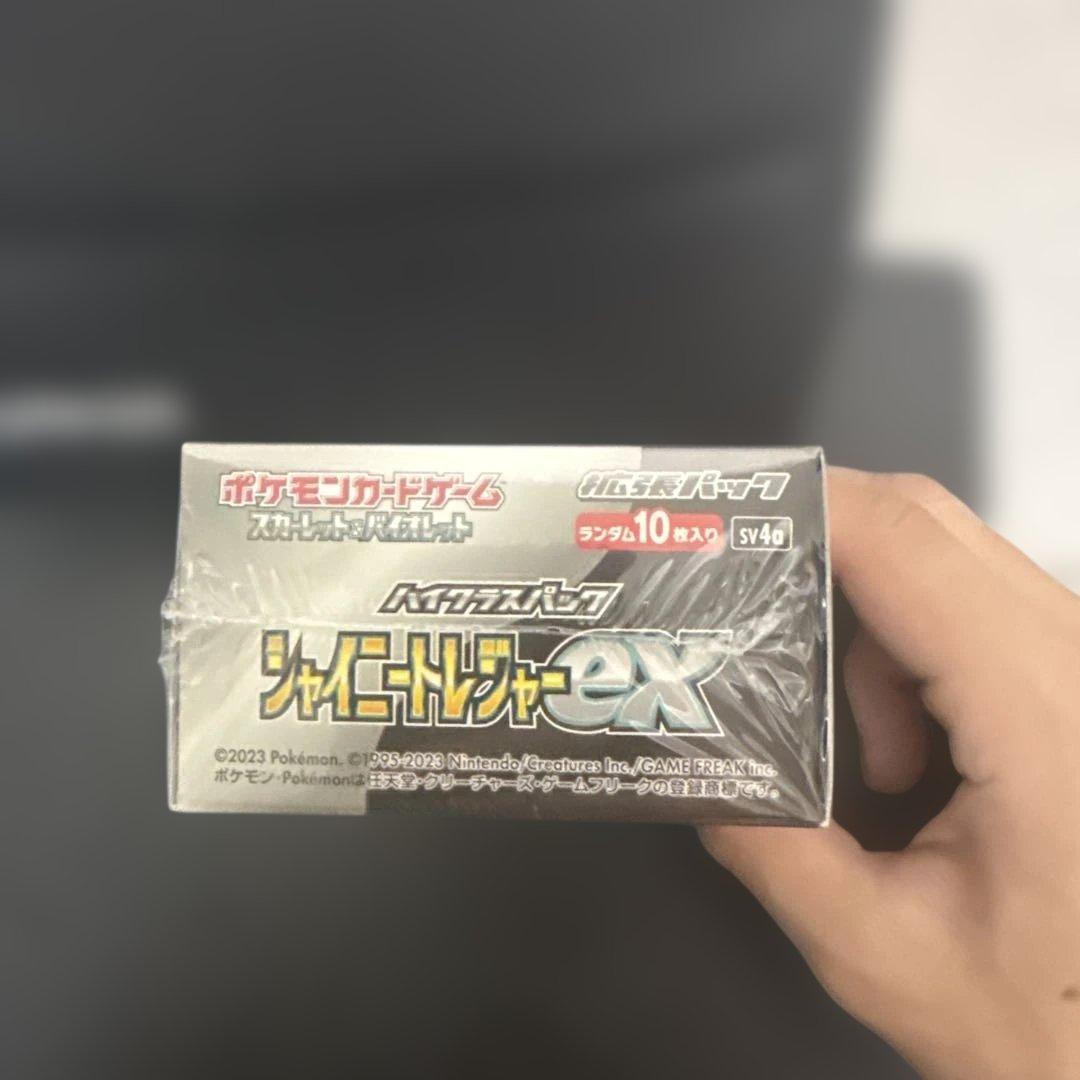 ポケモンカードゲーム 拡張パック
スカーレット&バイオレット ランダム10枚入り SV4a
ハイクラスパック
シャイニートレジャーex
©2023 Pokémon. ©1995-2023 Nintendo/Creatures Inc./GAME FREAK inc.
ポケモン・Pokémonは任天堂・クリーチャーズ・ゲームフリークの登録商標です。